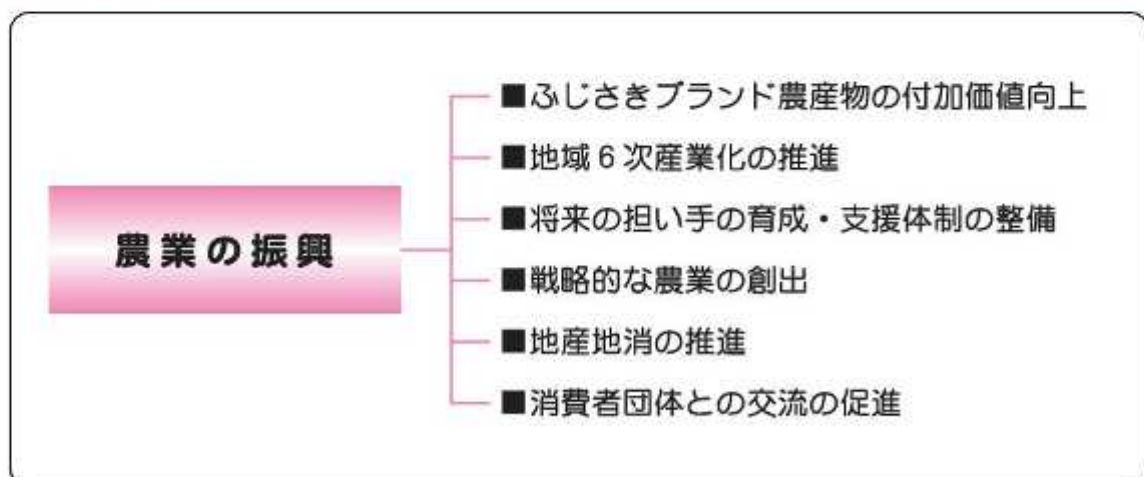 農業の振興
■ふじさきブランド農産物の付加価値向上
■地域6次産業化の推進
■将来の担い手の育成・支援体制の整備
■戦略的な農業の創出
■地産地消の推進
■消費者団体との交流の促進